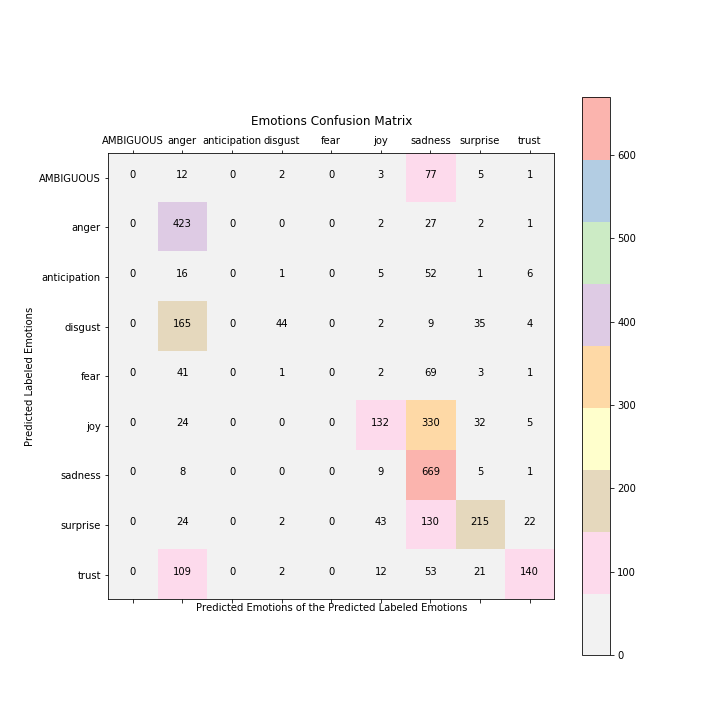 Emotions Confusion Matrix
AMBIGUOUS anger anticipation disgust fear joy sadness surprise trust
AMBIGUOUS 0 12 0 2 0 3 77 5 1
anger 0 423 0 0 0 2 27 2 1
anticipation 0 16 0 1 0 5 52 1 6
disgust 0 165 0 44 0 2 9 35 4
fear 0 41 0 1 0 2 69 3 1
joy 0 24 0 0 0 132 330 32 5
sadness 0 8 0 0 0 9 669 5 1
surprise 0 24 0 2 0 43 130 215 22
trust 0 109 0 2 0 12 53 21 140
Predicted Labeled Emotions
Predicted Emotions of the Predicted Labeled Emotions
600
500
400
300
200
100
0